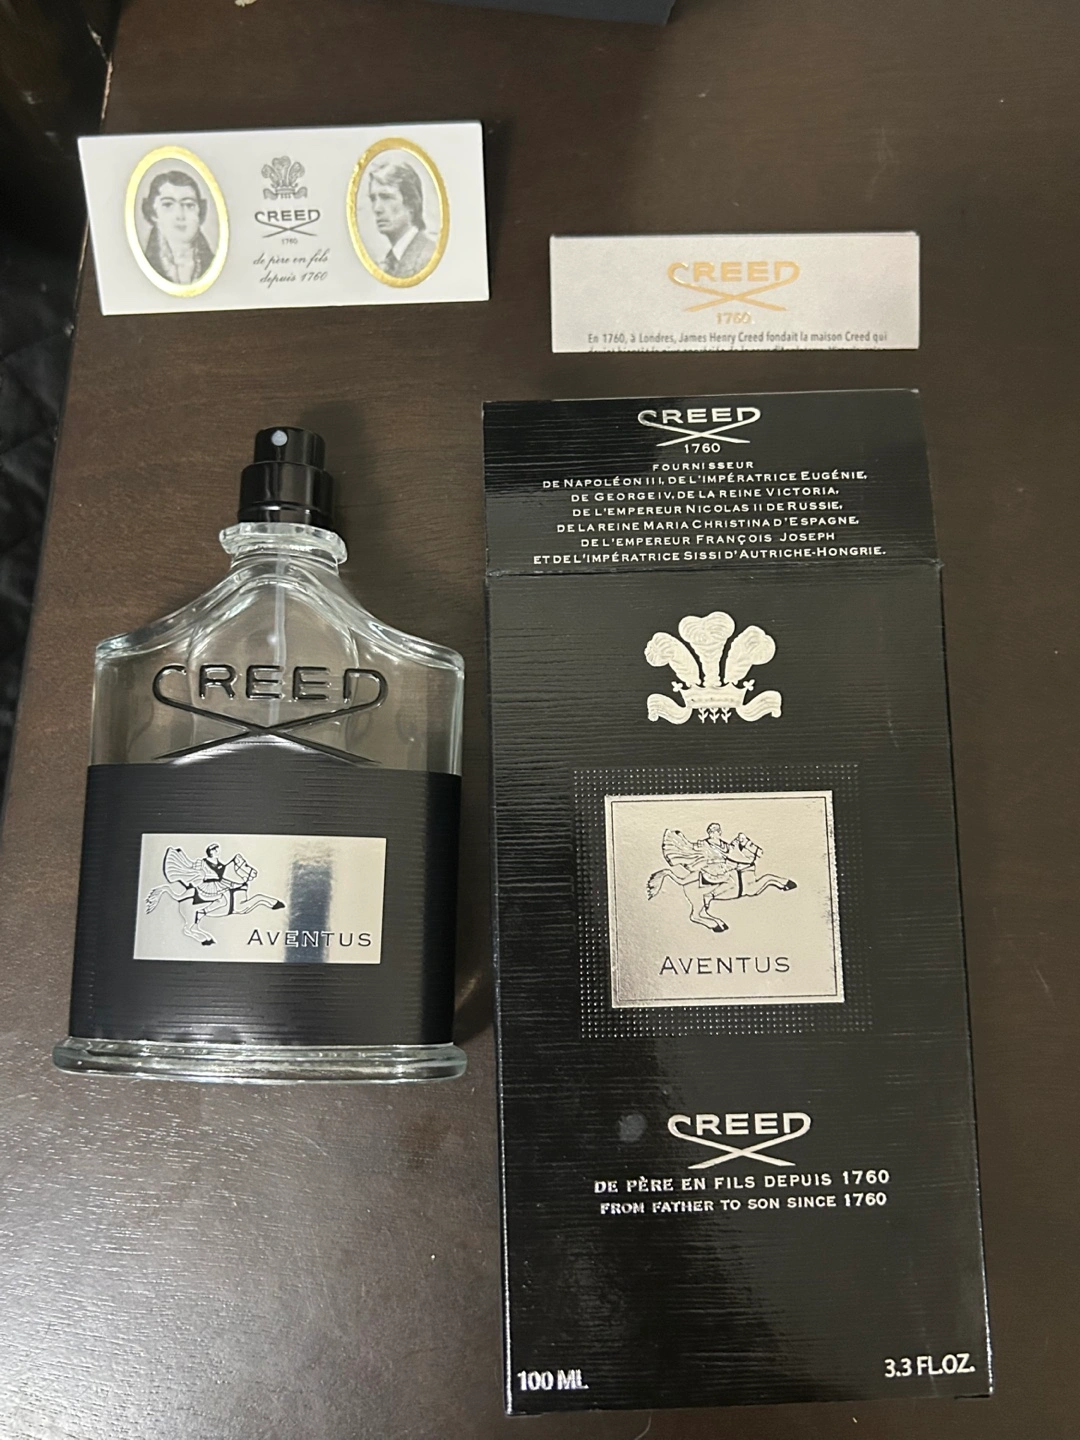 CREED
1760
de père en fils
depuis 1760
CREED
1760
En 1760, à Londres, James Henry Creed fondait la maison Creed qui
CREED
1760
FOURNISSEUR
DE NAPOLÉON III, DE L'IMPÉRATRICE EUGÉNIE,
DE GEORGE IV, DE LA REINE VICTORIA,
DE L'EMPEREUR NICOLAS II DE RUSSIE,
DE LA REINE MARIA CHRISTINA D'ESPAGNE,
DE L'EMPEREUR FRANÇOIS JOSEPH
ET DE L'IMPÉRATRICE SISSI D'AUTRICHE-HONGRIE.
CREED
AVENTUS
AVENTUS
CREED
DE PÈRE EN FILS DEPUIS 1760
FROM FATHER TO SON SINCE 1760
100 ML
3.3 FL.OZ.